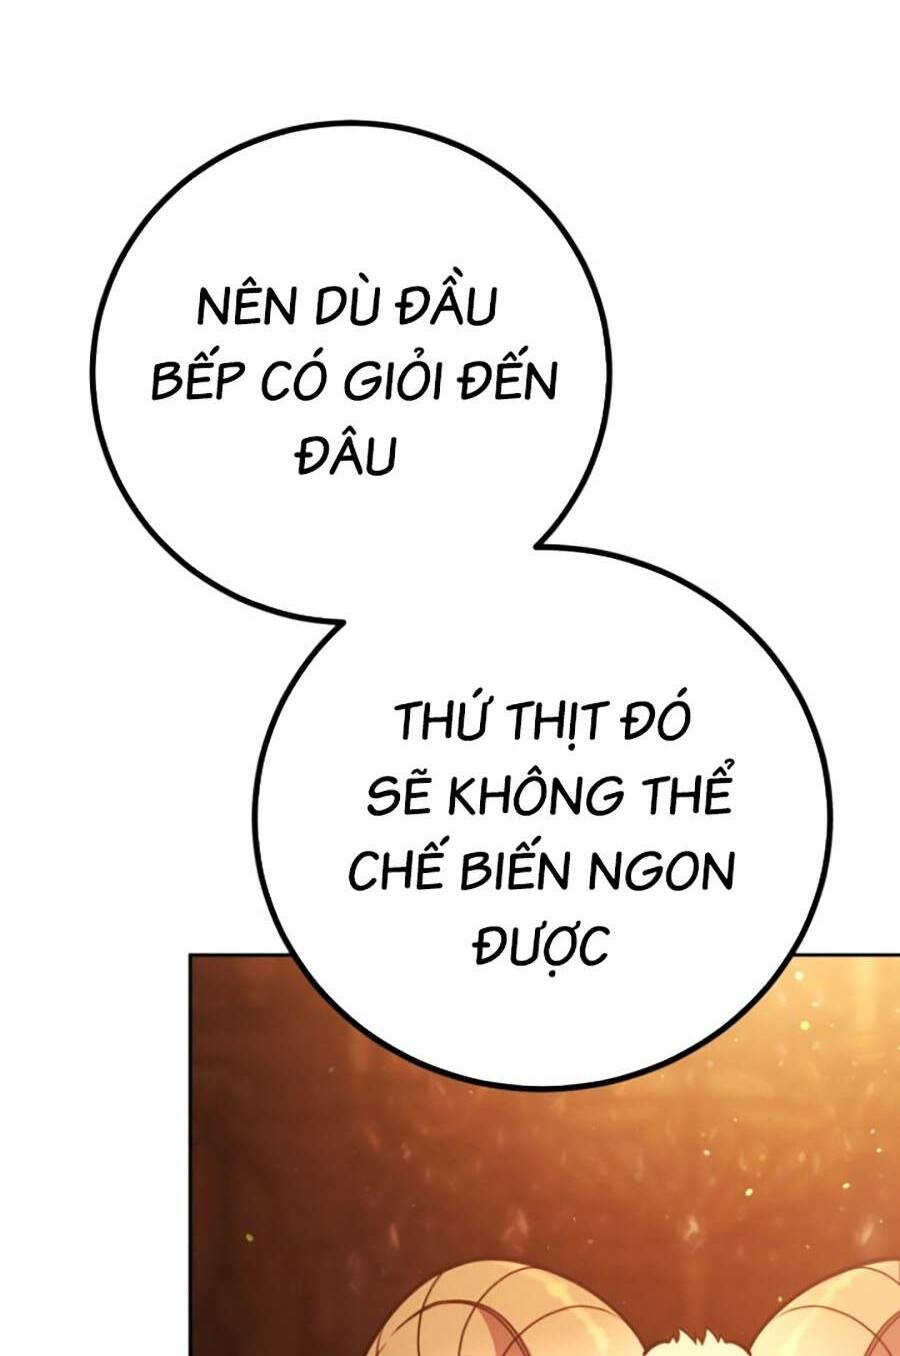 NÊN DÙ ĐẦU
BẾP CÓ GIỎI ĐẾN
ĐÂU
THỨ THỊT ĐÓ
SẼ KHÔNG THỂ
CHẾ BIẾN NGON
ĐƯỢC